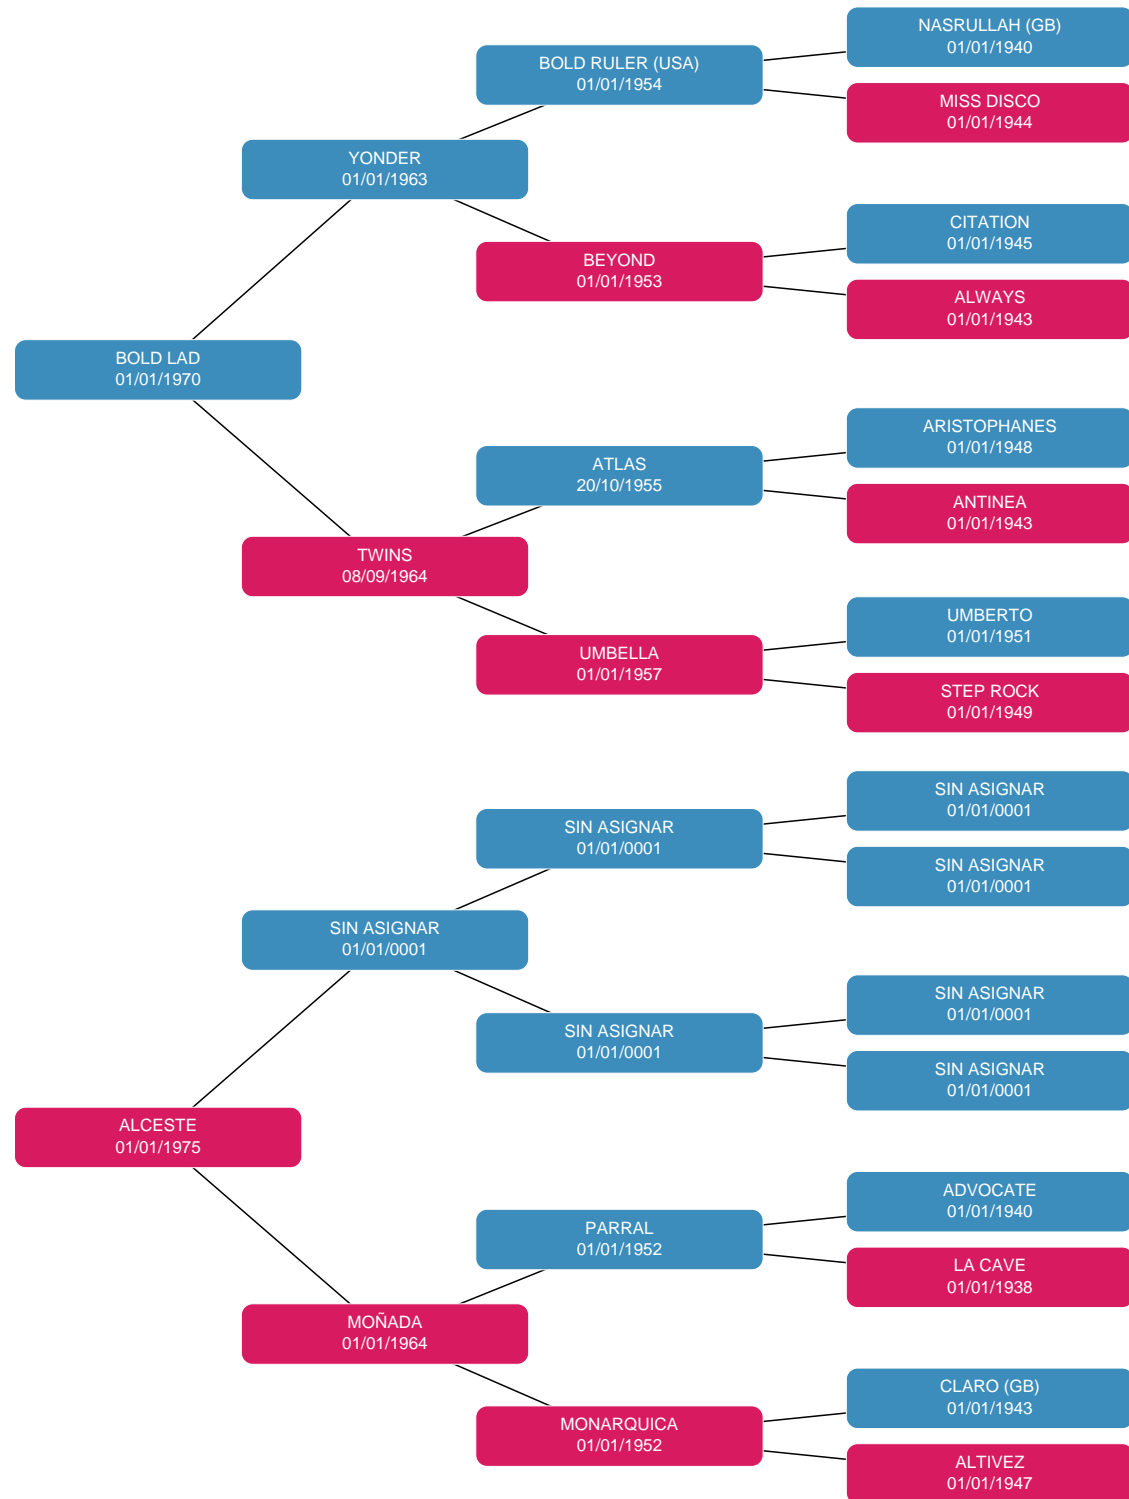 NASRULLAH (GB)
01/01/1940
BOLD RULER (USA)
01/01/1954
MISS DISCO
01/01/1944
YONDER
01/01/1963
CITATION
01/01/1945
BEYOND
01/01/1953
ALWAYS
01/01/1943
BOLD LAD
01/01/1970
ARISTOPHANES
01/01/1948
ATLAS
20/10/1955
ANTINEA
01/01/1943
TWINS
08/09/1964
UMBERTO
01/01/1951
UMBELLA
01/01/1957
STEP ROCK
01/01/1949
SIN ASIGNAR
01/01/0001
SIN ASIGNAR
01/01/0001
SIN ASIGNAR
01/01/0001
SIN ASIGNAR
01/01/0001
SIN ASIGNAR
01/01/0001
SIN ASIGNAR
01/01/0001
SIN ASIGNAR
01/01/0001
ALCESTE
01/01/1975
ADVOCATE
01/01/1940
PARRAL
01/01/1952
LA CAVE
01/01/1938
MOÑADA
01/01/1964
CLARO (GB)
01/01/1943
MONARQUICA
01/01/1952
ALTIVEZ
01/01/1947